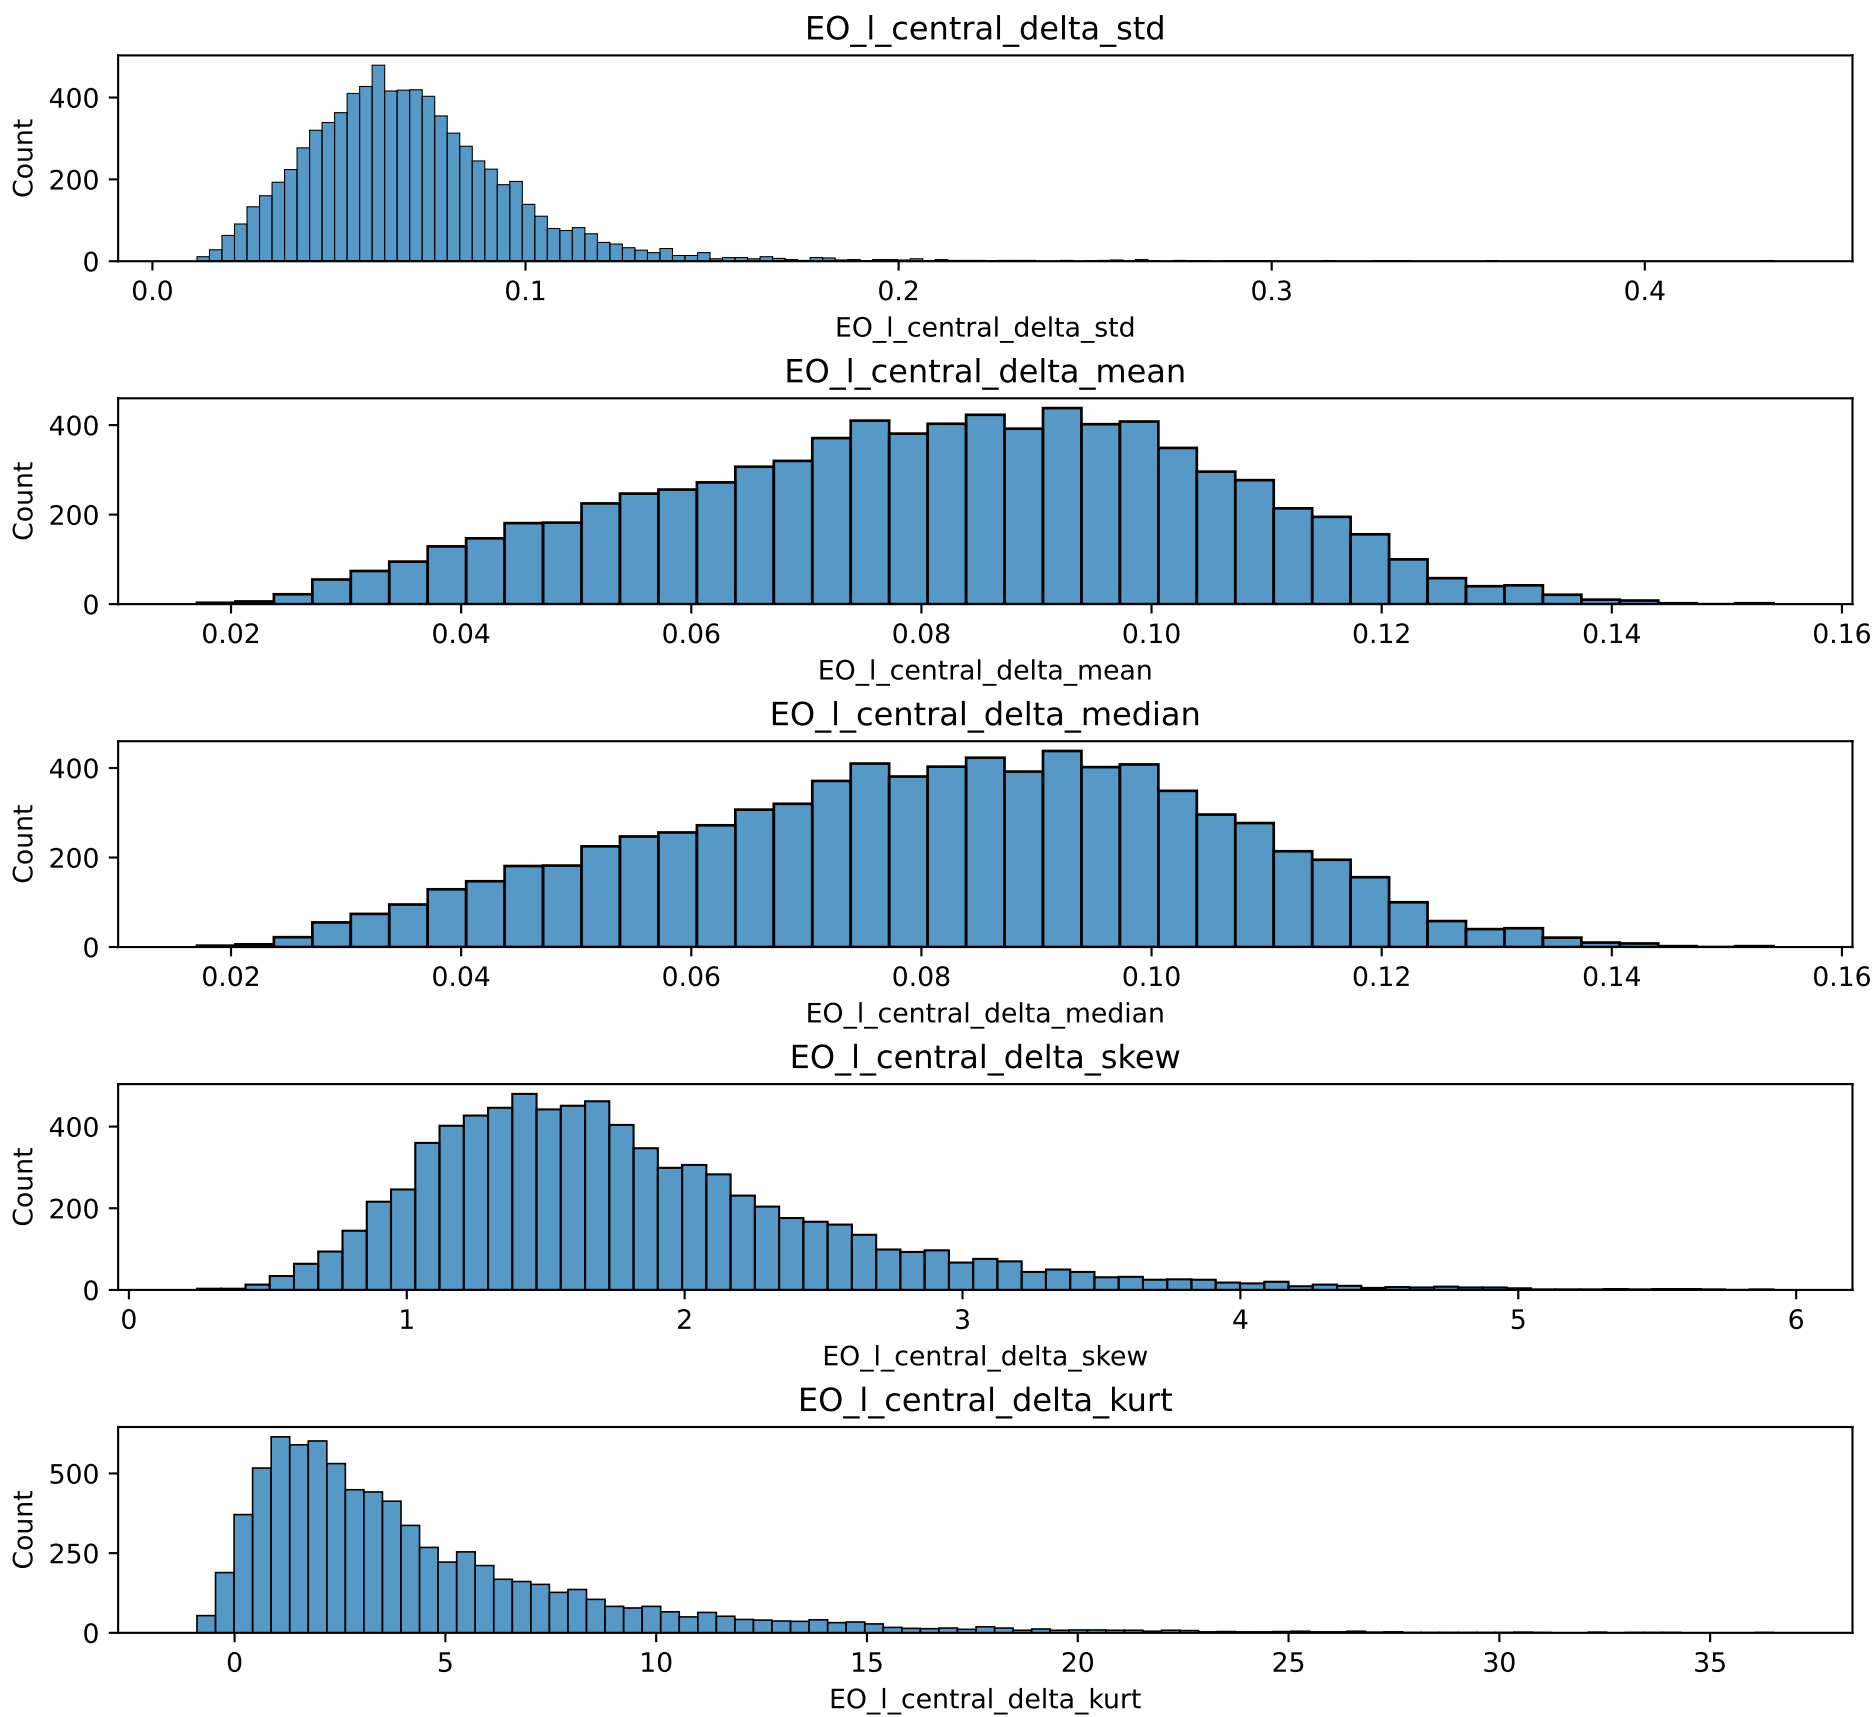 EO_l_central_delta_std
Count
400
200
0
0.0 0.1 0.2 0.3 0.4
EO_l_central_delta_std
EO_l_central_delta_mean
Count
400
200
0
0.02 0.04 0.06 0.08 0.10 0.12 0.14 0.16
EO_l_central_delta_mean
EO_l_central_delta_median
Count
400
200
0
0.02 0.04 0.06 0.08 0.10 0.12 0.14 0.16
EO_l_central_delta_median
EO_l_central_delta_skew
Count
400
200
0
0 1 2 3 4 5 6
EO_l_central_delta_skew
EO_l_central_delta_kurt
Count
500
250
0
0 5 10 15 20 25 30 35
EO_l_central_delta_kurt